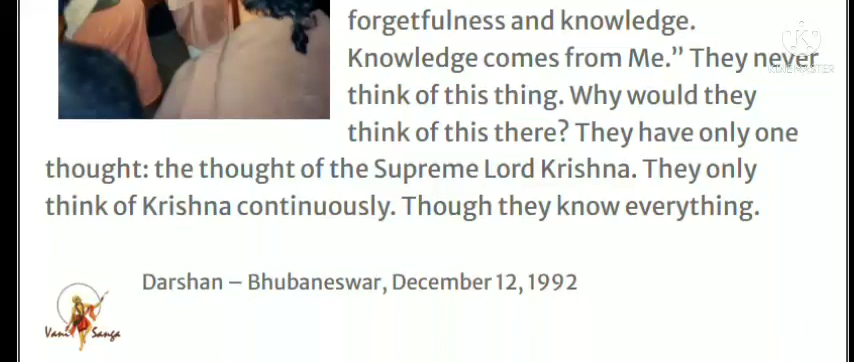 forgetfulness and knowledge.
Knowledge comes from Me.” They never
KINEMASTER
think of this thing. Why would they
think of this there? They have only one
thought: the thought of the Supreme Lord Krishna. They only
think of Krishna continuously. Though they know everything.
Darshan – Bhubaneswar, December 12, 1992
Vani Sanga